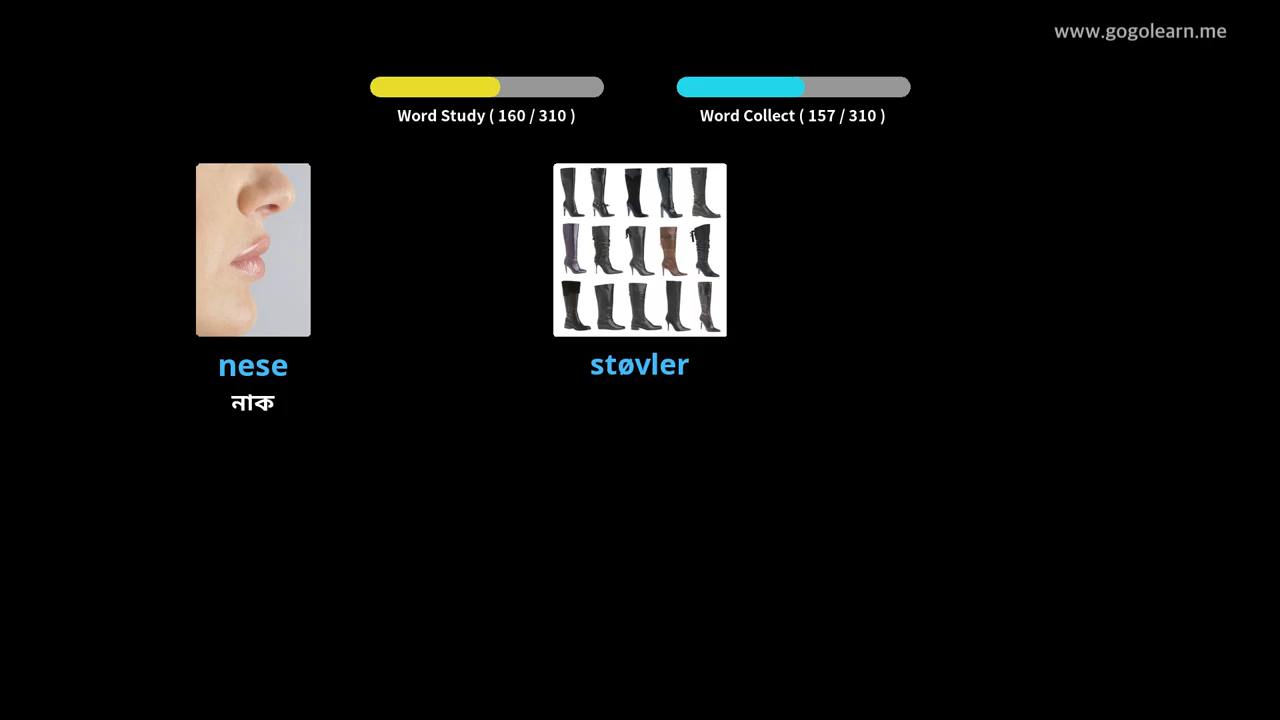 www.gogolearn.me
Word Study ( 160 / 310 )
Word Collect ( 157 / 310 )
nese
নাক
støvler